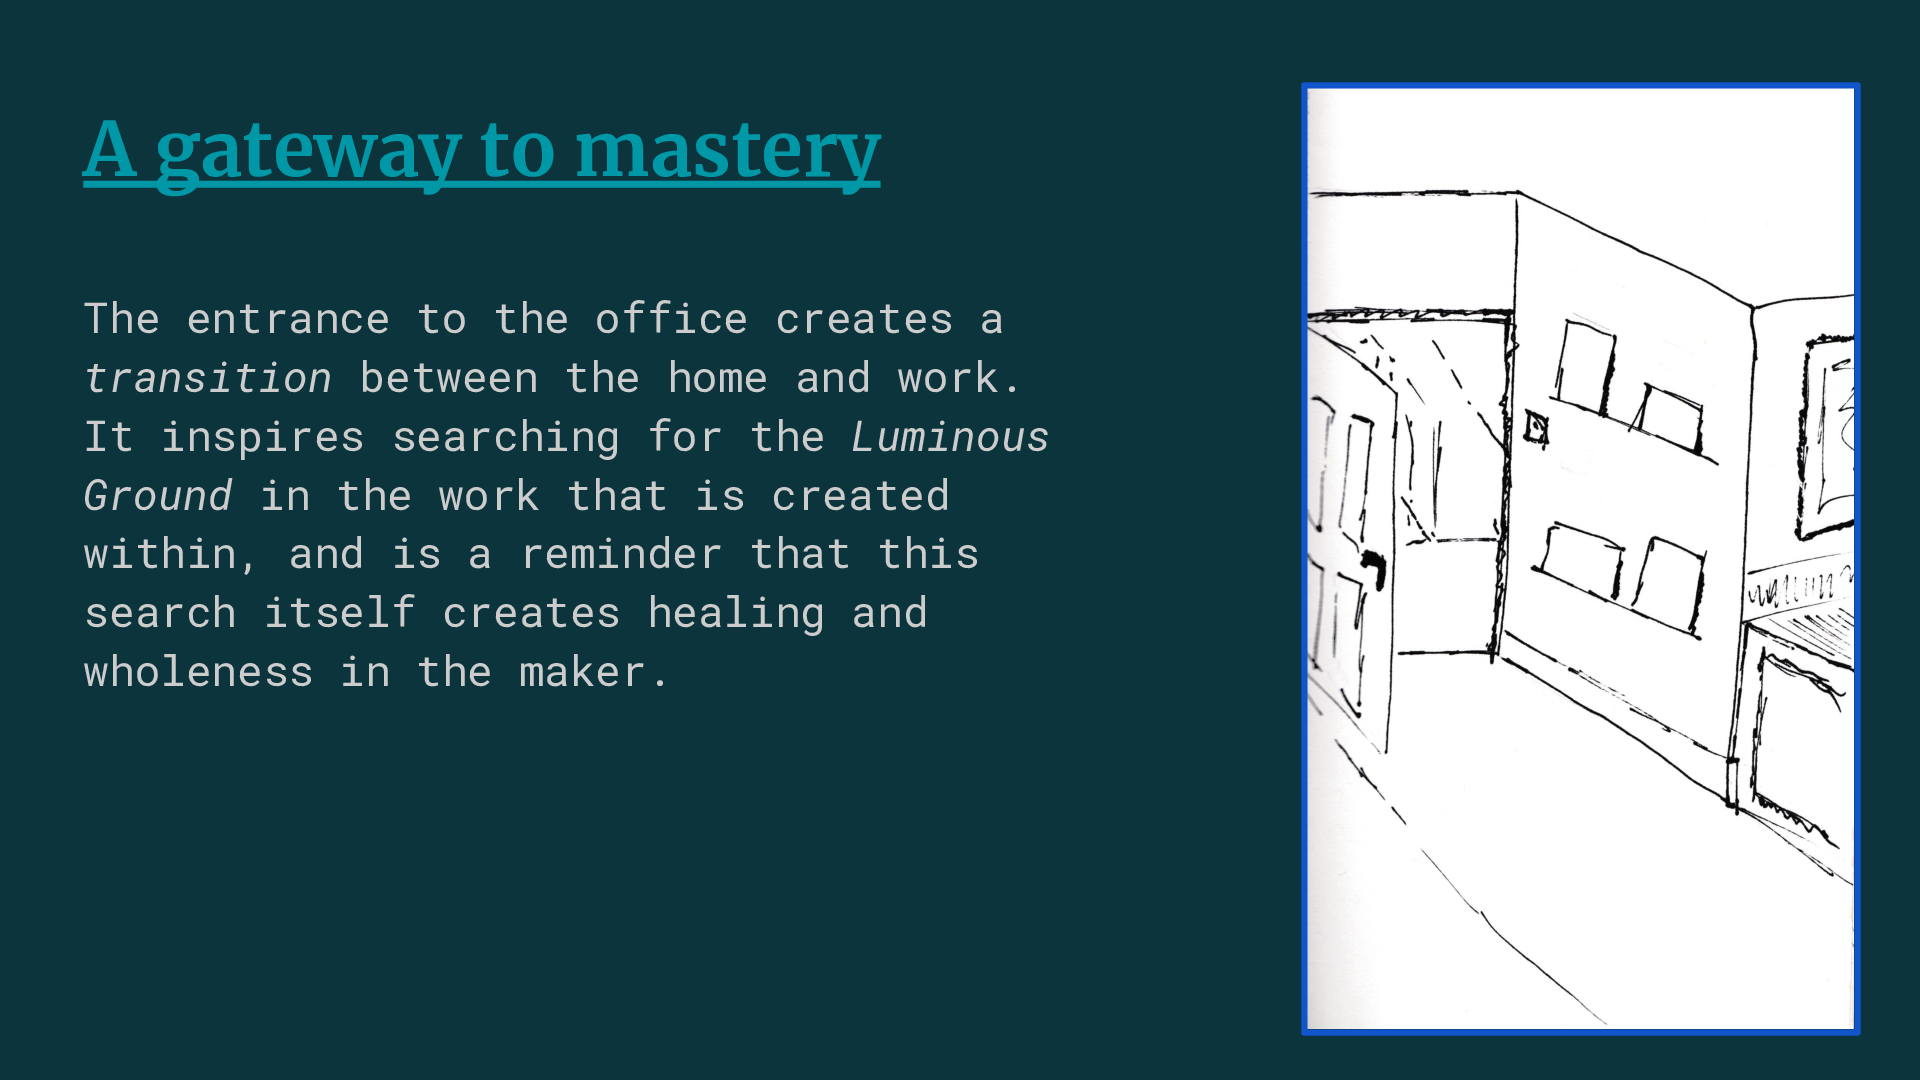 A gateway to mastery
The entrance to the office creates a
transition between the home and work.
It inspires searching for the Luminous
Ground in the work that is created
within, and is a reminder that this
search itself creates healing and
wholeness in the maker.